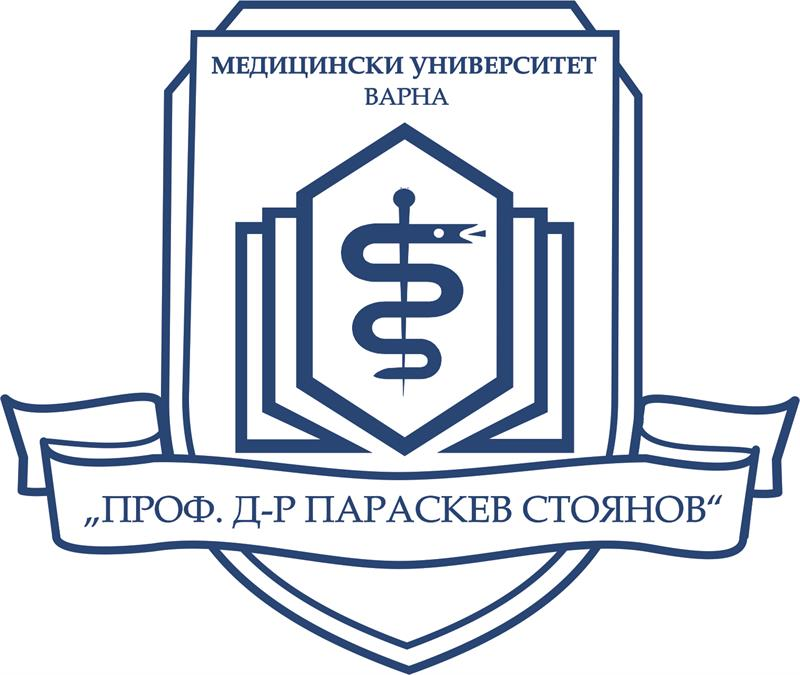 МЕДИЦИНСКИ УНИВЕРСИТЕТ
ВАРНА
„ПРОФ. Д-Р ПАРАСКЕВ СТОЯНОВ“